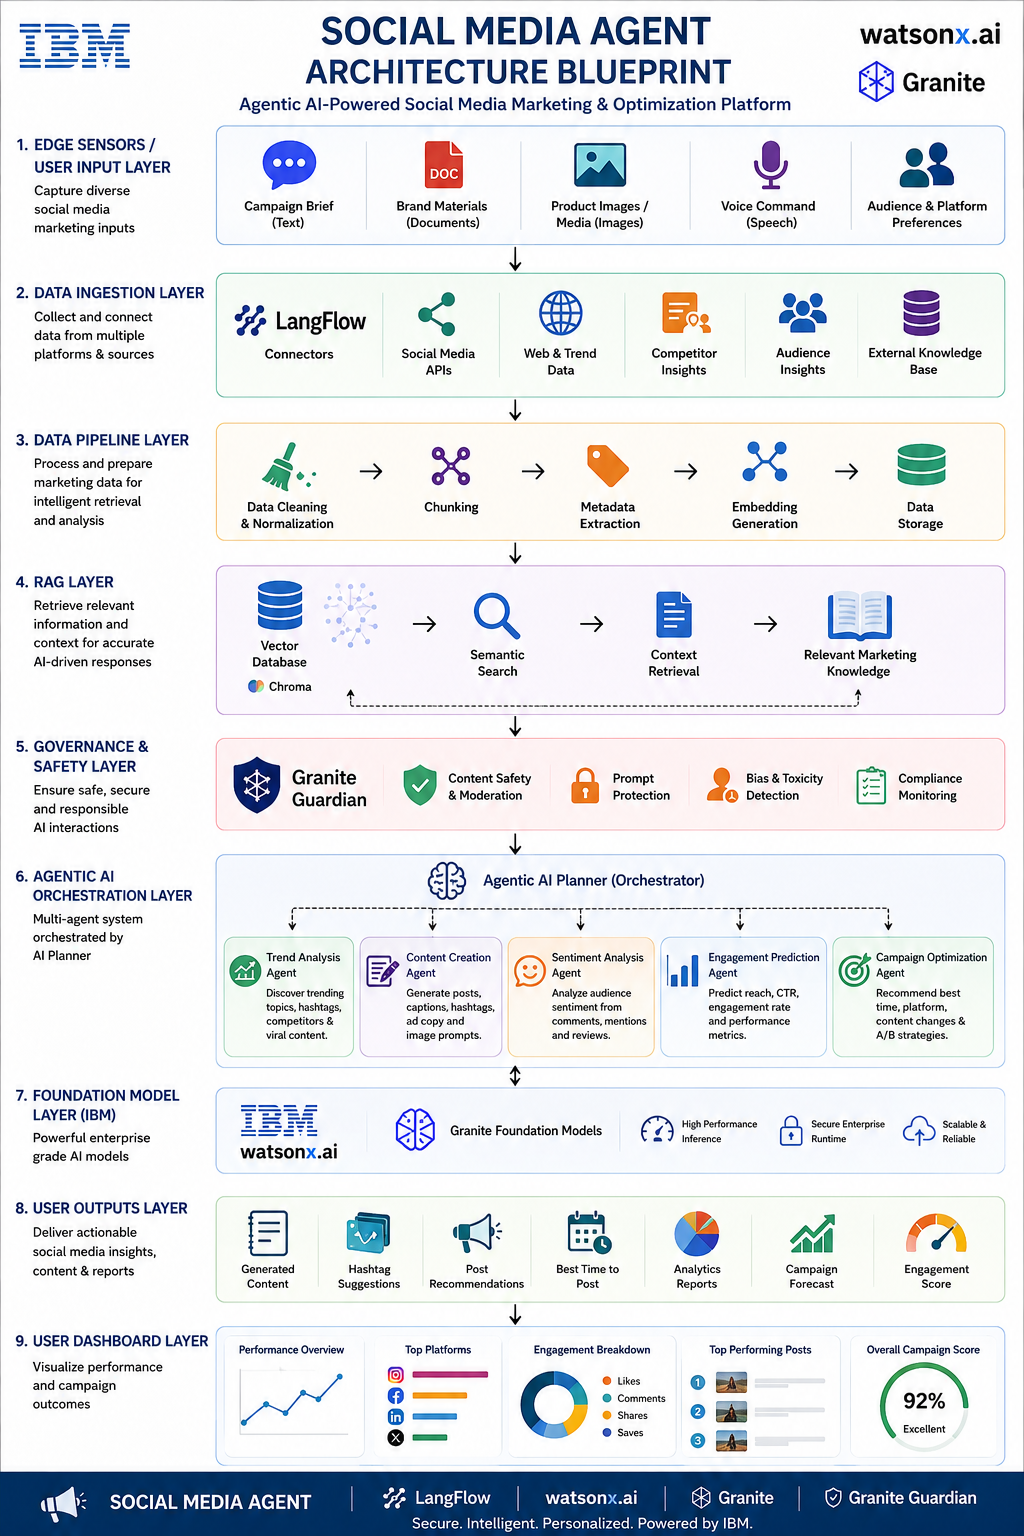 IBM
SOCIAL MEDIA AGENT
ARCHITECTURE BLUEPRINT
Agentic AI-Powered Social Media Marketing & Optimization Platform
watsonx.ai
Granite
1. EDGE SENSORS /
USER INPUT LAYER
Capture diverse
social media
marketing inputs
Campaign Brief
(Text)
DOC
Brand Materials
(Documents)
Product Images /
Media (Images)
Voice Command
(Speech)
Audience & Platform
Preferences
2. DATA INGESTION LAYER
Collect and connect
data from multiple
platforms & sources
LangFlow
Connectors
Social Media
APIs
Web & Trend
Data
Competitor
Insights
Audience
Insights
External Knowledge
Base
3. DATA PIPELINE LAYER
Process and prepare
marketing data for
intelligent retrieval
and analysis
Data Cleaning
& Normalization
Chunking
Metadata
Extraction
Embedding
Generation
Data
Storage
4. RAG LAYER
Retrieve relevant
information and
context for accurate
AI-driven responses
Vector
Database
Chroma
Semantic
Search
Context
Retrieval
Relevant Marketing
Knowledge
5. GOVERNANCE &
SAFETY LAYER
Ensure safe, secure
and responsible
AI interactions
Granite
Guardian
Content Safety
& Moderation
Prompt
Protection
Bias & Toxicity
Detection
Compliance
Monitoring
6. AGENTIC AI
ORCHESTRATION LAYER
Multi-agent system
orchestrated by
AI Planner
Agentic AI Planner (Orchestrator)
Trend Analysis
Agent
Discover trending
topics, hashtags,
competitors &
viral content.
Content Creation
Agent
Generate posts,
captions, hashtags,
ad copy and
image prompts.
Sentiment Analysis
Agent
Analyze audience
sentiment from
comments, mentions
and reviews.
Engagement Prediction
Agent
Predict reach, CTR,
engagement rate
and performance
metrics.
Campaign Optimization
Agent
Recommend best
time, platform,
content changes &
A/B strategies.
7. FOUNDATION MODEL
LAYER (IBM)
Powerful enterprise
grade AI models
IBM
watsonx.ai
Granite Foundation Models
High Performance
Inference
Secure Enterprise
Runtime
Scalable &
Reliable
8. USER OUTPUTS LAYER
Deliver actionable
social media insights,
content & reports
Generated
Content
Hashtag
Suggestions
Post
Recommendations
Best Time to
Post
Analytics
Reports
Campaign
Forecast
Engagement
Score
9. USER DASHBOARD LAYER
Visualize performance
and campaign
outcomes
Performance Overview
Top Platforms
in
X
Engagement Breakdown
Likes
Comments
Shares
Saves
Top Performing Posts
1
2
3
Overall Campaign Score
92%
Excellent
SOCIAL MEDIA AGENT
LangFlow
watsonx.ai
Granite
Granite Guardian
Secure. Intelligent. Personalized. Powered by IBM.